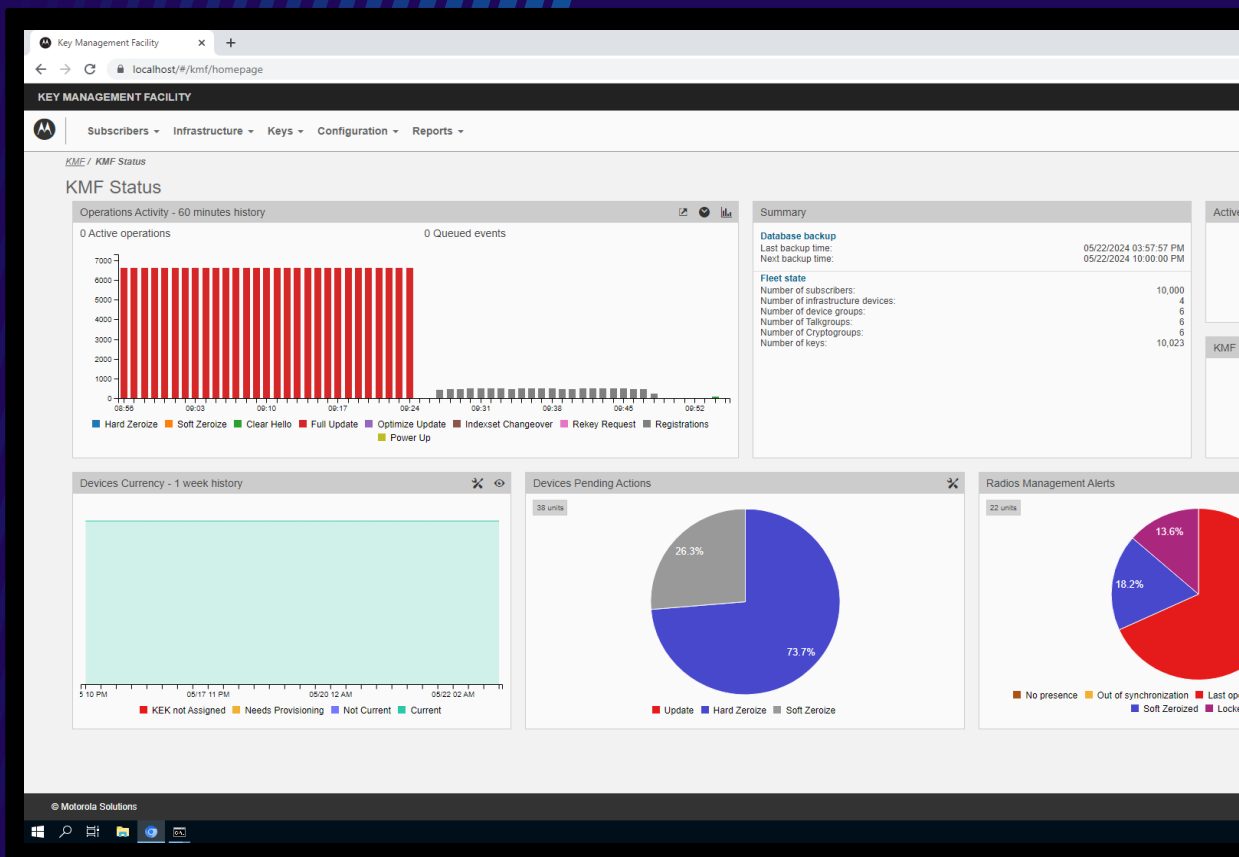 Key Management Facility
localhost/#/kmf/homepage
KEY MANAGEMENT FACILITY
Subscribers Infrastructure Keys Configuration Reports
KMF / KMF Status
KMF Status
Operations Activity - 60 minutes history
0 Active operations 0 Queued events
7000
6000
5000
4000
3000
2000
1000
0
08:56 09:03 09:10 09:17 09:24 09:31 09:38 09:45 09:52
Hard Zeroize Soft Zeroize Clear Hello Full Update Optimize Update Indexset Changeover Rekey Request Registrations
Power Up
Summary
Database backup
Last backup time: 05/22/2024 03:57:57 PM
Next backup time: 05/22/2024 10:00:00 PM
Fleet state
Number of subscribers: 10,000
Number of infrastructure devices: 4
Number of device groups: 6
Number of Talkgroups: 6
Number of Cryptogroups: 6
Number of keys: 10,023
Active
KMF
Devices Currency - 1 week history
5 10 PM 05/17 11 PM 05/20 12 AM 05/22 02 AM
KEK not Assigned Needs Provisioning Not Current Current
Devices Pending Actions
38 units
26.3%
73.7%
Update Hard Zeroize Soft Zeroize
Radios Management Alerts
22 units
13.6%
18.2%
No presence Out of synchronization Last op
Soft Zeroized Locke
© Motorola Solutions